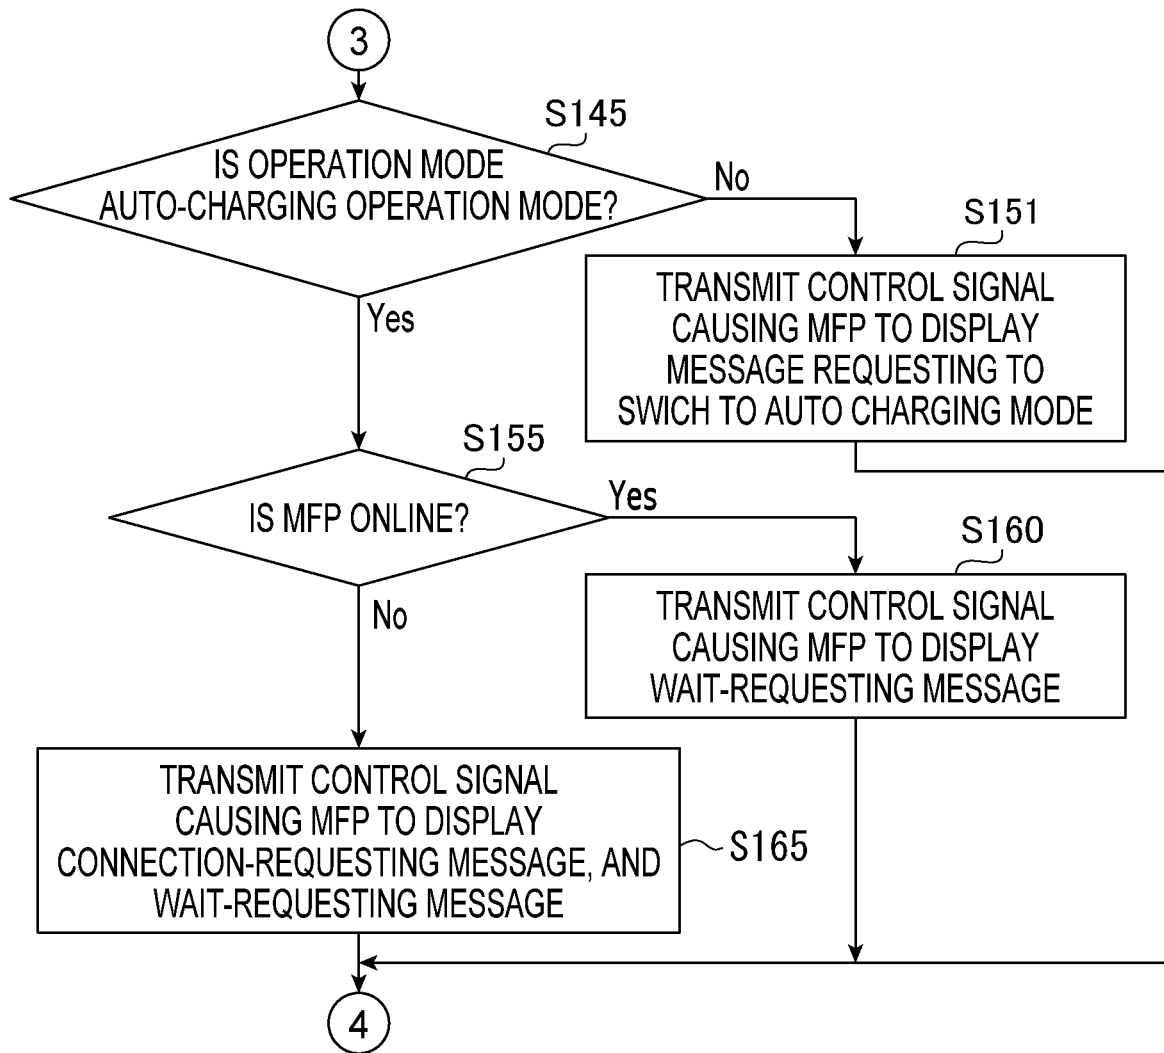 3
S145
IS OPERATION MODE
AUTO-CHARGING OPERATION MODE?
No
Yes
S151
TRANSMIT CONTROL SIGNAL
CAUSING MFP TO DISPLAY
MESSAGE REQUESTING TO
SWICH TO AUTO CHARGING MODE
S155
IS MFP ONLINE?
Yes
No
S160
TRANSMIT CONTROL SIGNAL
CAUSING MFP TO DISPLAY
WAIT-REQUESTING MESSAGE
TRANSMIT CONTROL SIGNAL
CAUSING MFP TO DISPLAY
CONNECTION-REQUESTING MESSAGE, AND
WAIT-REQUESTING MESSAGE
S165
4